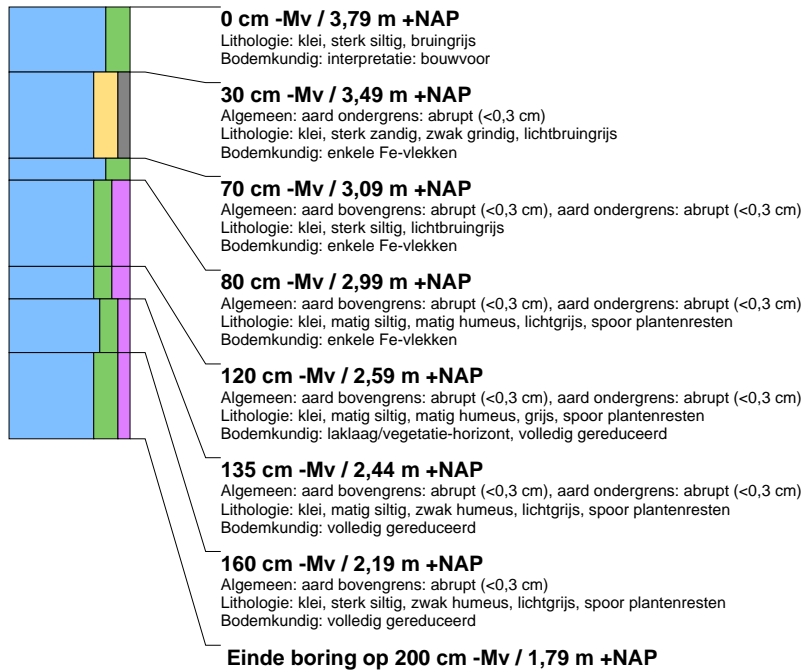 0 cm -Mv / 3,79 m +NAP
Lithologie: klei, sterk siltig, bruingrijs
Bodemkundig: interpretatie: bouwvoor
30 cm -Mv / 3,49 m +NAP
Algemeen: aard ondergrens: abrupt (<0,3 cm)
Lithologie: klei, sterk zandig, zwak grindig, lichtbruingrijs
Bodemkundig: enkele Fe-vlekken
70 cm -Mv / 3,09 m +NAP
Algemeen: aard bovengrens: abrupt (<0,3 cm), aard ondergrens: abrupt (<0,3 cm)
Lithologie: klei, sterk siltig, lichtbruingrijs
Bodemkundig: enkele Fe-vlekken
80 cm -Mv / 2,99 m +NAP
Algemeen: aard bovengrens: abrupt (<0,3 cm), aard ondergrens: abrupt (<0,3 cm)
Lithologie: klei, matig siltig, matig humeus, lichtgrijs, spoor plantenresten
Bodemkundig: enkele Fe-vlekken
120 cm -Mv / 2,59 m +NAP
Algemeen: aard bovengrens: abrupt (<0,3 cm), aard ondergrens: abrupt (<0,3 cm)
Lithologie: klei, matig siltig, matig humeus, grijs, spoor plantenresten
Bodemkundig: laklaag/vegetatie-horizont, volledig gereduceerd
135 cm -Mv / 2,44 m +NAP
Algemeen: aard bovengrens: abrupt (<0,3 cm), aard ondergrens: abrupt (<0,3 cm)
Lithologie: klei, matig siltig, zwak humeus, lichtgrijs, spoor plantenresten
Bodemkundig: volledig gereduceerd
160 cm -Mv / 2,19 m +NAP
Algemeen: aard bovengrens: abrupt (<0,3 cm)
Lithologie: klei, sterk siltig, zwak humeus, lichtgrijs, spoor plantenresten
Bodemkundig: volledig gereduceerd
Einde boring op 200 cm -Mv / 1,79 m +NAP